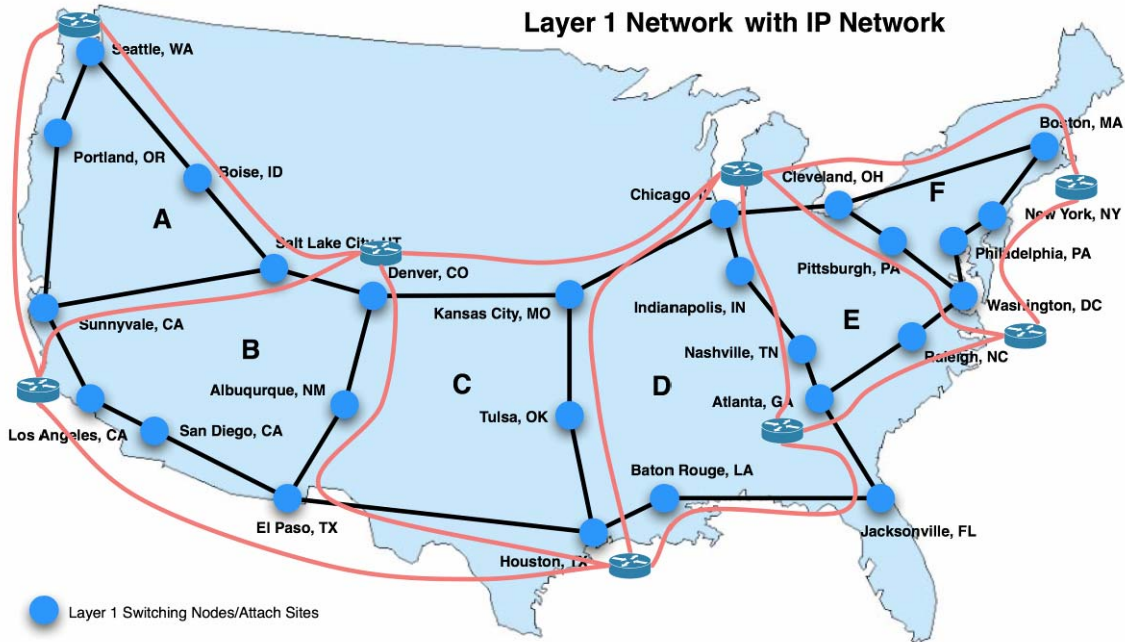 Layer 1 Network with IP Network
Seattle, WA
Portland, OR
Boise, ID
A
Salt Lake City, UT
Denver, CO
Sunnyvale, CA
B
Albuqurque, NM
Los Angeles, CA
San Diego, CA
El Paso, TX
C
Kansas City, MO
Tulsa, OK
Houston, TX
Baton Rouge, LA
D
Chicago, IL
Indianapolis, IN
Nashville, TN
Atlanta, GA
Jacksonville, FL
E
Raleigh, NC
Washington, DC
Pittsburgh, PA
Philadelphia, PA
Cleveland, OH
F
New York, NY
Boston, MA
Layer 1 Switching Nodes/Attach Sites